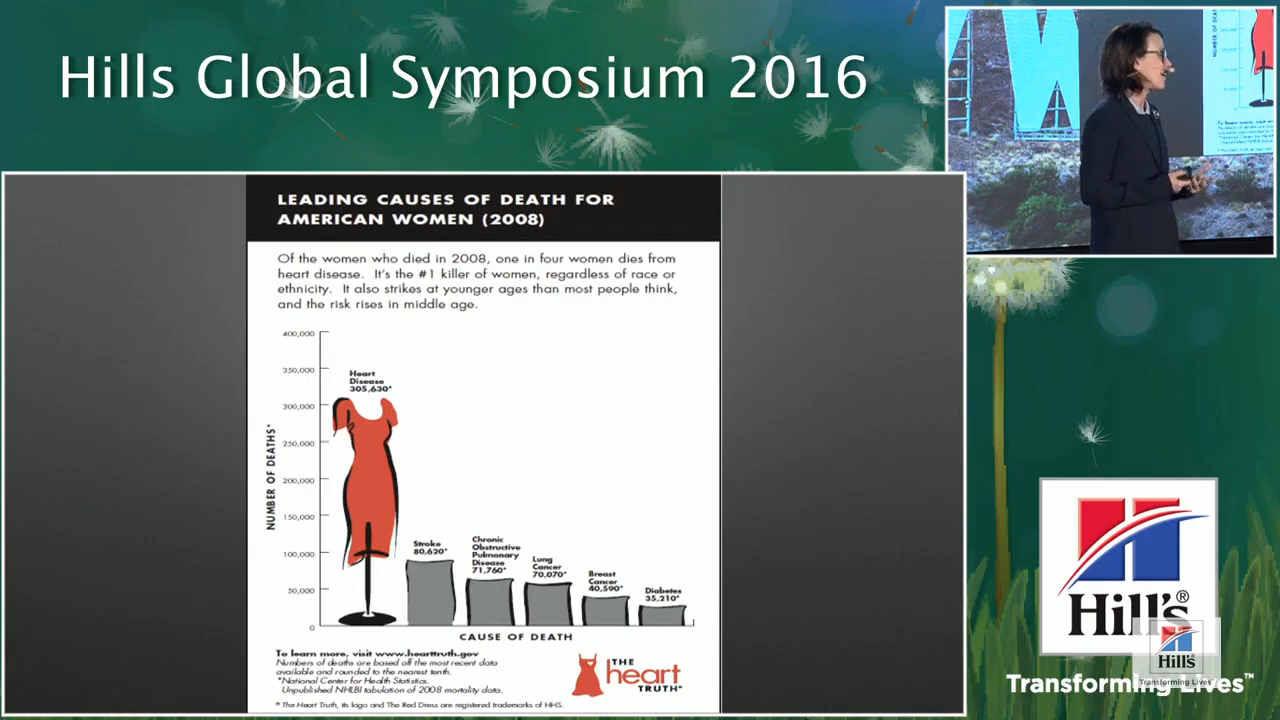 Hills Global Symposium 2016
LEADING CAUSES OF DEATH FOR
AMERICAN WOMEN (2008)
Of the women who died in 2008, one in four women dies from
heart disease. It's the #1 killer of women, regardless of race or
ethnicity. It also strikes at younger ages than most people think,
and the risk rises in middle age.
400,000
350,000
300,000
250,000
200,000
150,000
100,000
50,000
0
NUMBER OF DEATHS*
Heart
Disease
305,630*
Stroke
80,620*
Chronic
Obstructive
Pulmonary
Disease
71,760*
Lung
Cancer
70,070*
Breast
Cancer
40,590*
Diabetes
35,210*
CAUSE OF DEATH
To learn more, visit www.hearttruth.gov
Numbers of deaths are based off the most recent data
available and rounded to the nearest tenth.
*National Center for Health Statistics.
Unpublished NHLBI tabulation of 2008 mortality data.
THE
heart
TRUTH®
® The Heart Truth, its logo and The Red Dress are registered trademarks of HHS.
Hill's®
Transforming Lives™
Hill's
Transforming Lives™